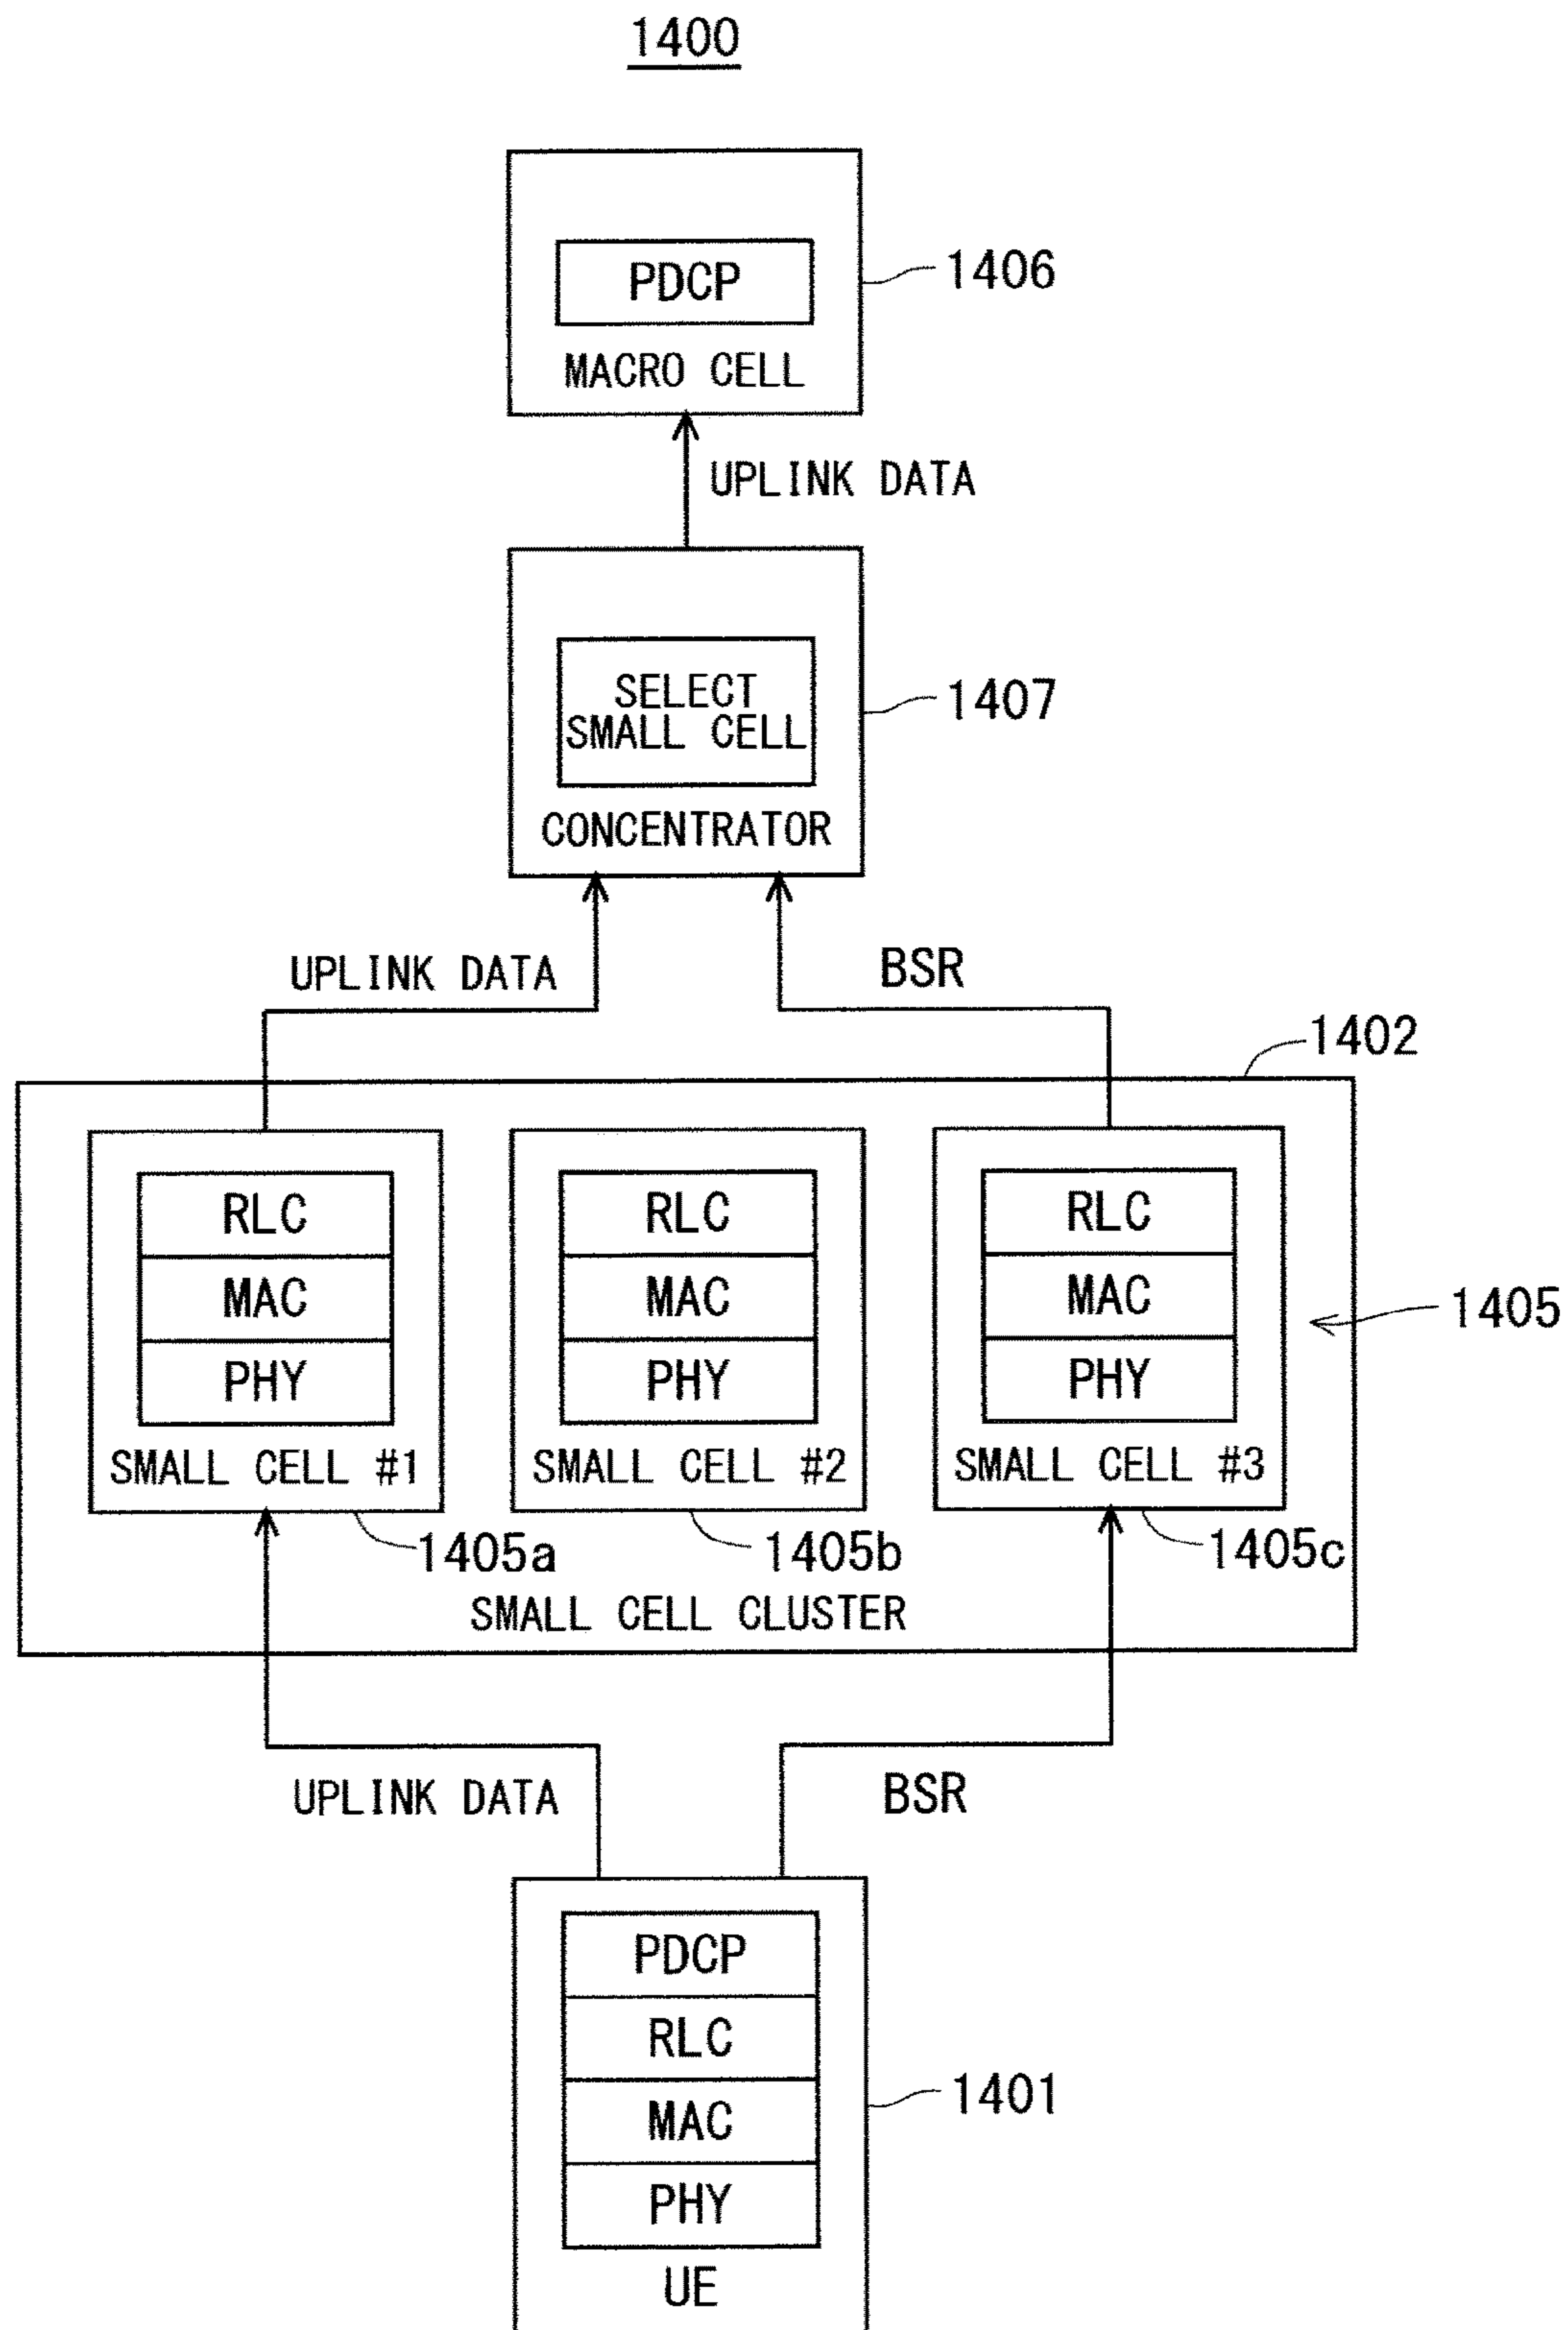 1400
PDCP
1406
MACRO CELL
UPLINK DATA
SELECT
SMALL CELL
1407
CONCENTRATOR
UPLINK DATA
BSR
1402
RLC
RLC
RLC
MAC
MAC
MAC
1405
PHY
PHY
PHY
SMALL CELL #1
SMALL CELL #2
SMALL CELL #3
1405a
1405b
1405c
SMALL CELL CLUSTER
UPLINK DATA
BSR
PDCP
RLC
MAC
1401
PHY
UE